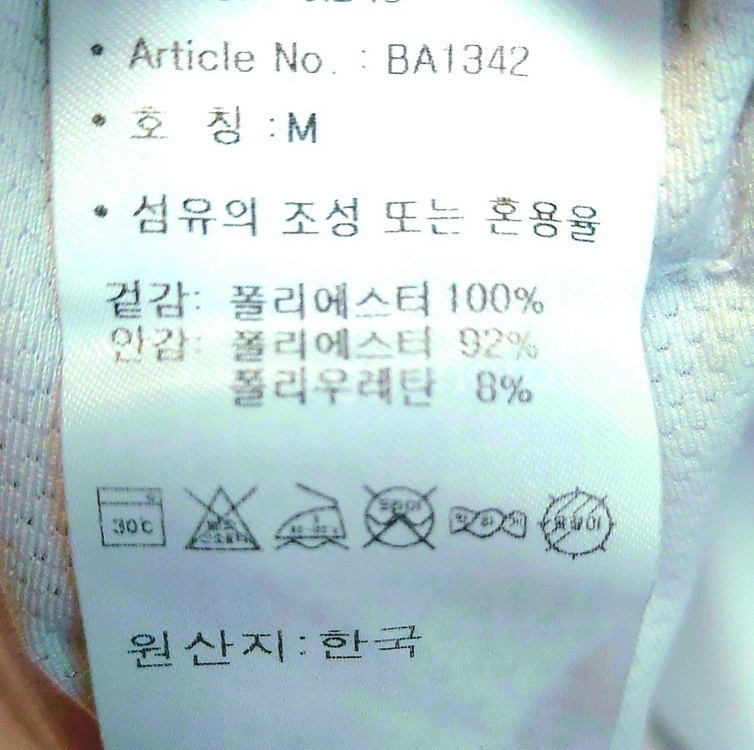 • Article No. : BA1342
• 호 칭 : M
• 섬유의 조성 또는 혼용율
겉감: 폴리에스터 100%
안감: 폴리에스터 92%
폴리우레탄 8%
30℃
원산지: 한국